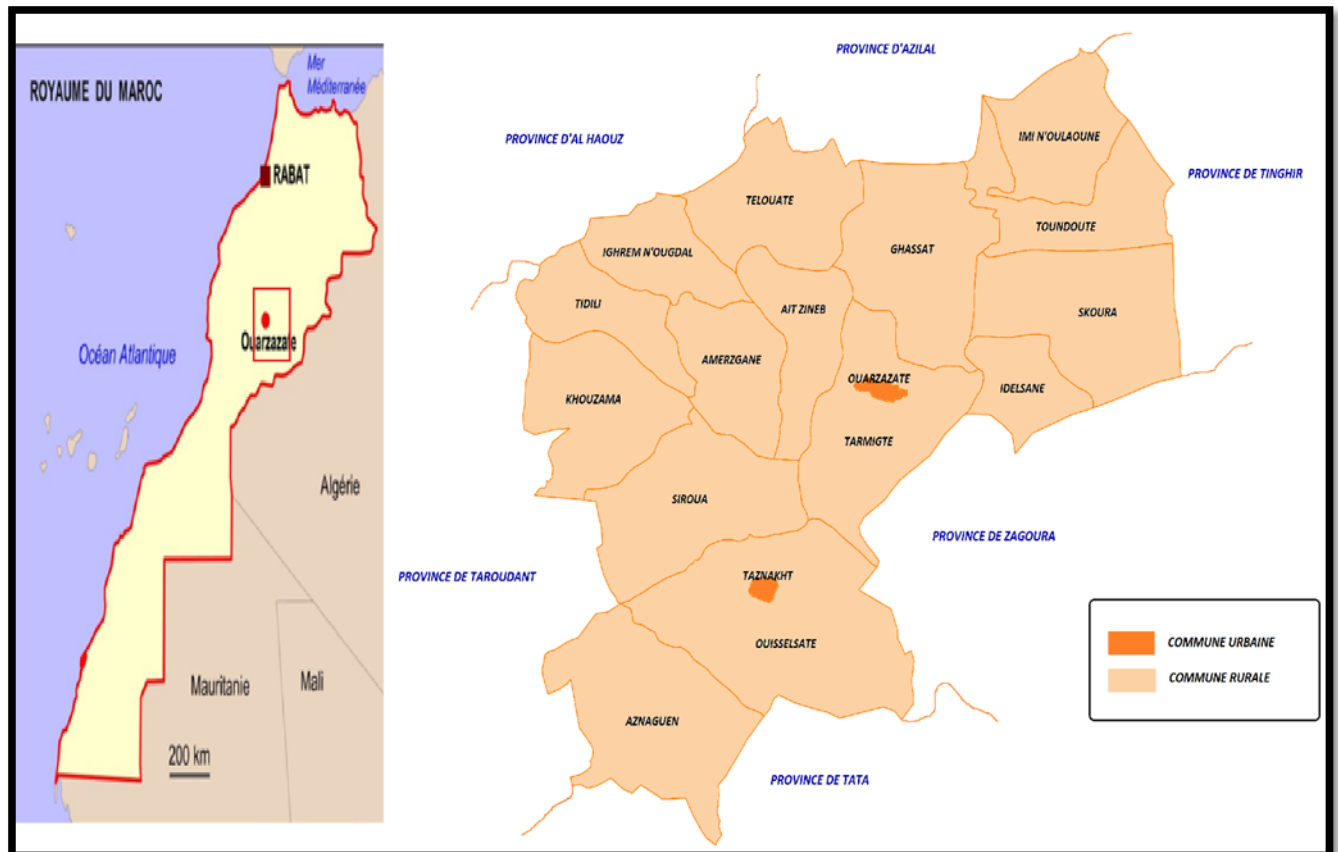 ROYAUME DU MAROC
Mer
Méditerranée
RABAT
Ouarzazate
Océan Atlantique
Algérie
Mauritanie
Mali
200 km
PROVINCE D'AZILAL
PROVINCE D'AL HAOUZ
IMI N'OULAOUNE
PROVINCE DE TINGHIR
TELOUATE
TOUNDOUTE
IGHREM N'OUGDAL
GHASSAT
TIDILI
AIT ZINEB
SKOURA
AMERZGANE
OUARZAZATE
IDELSANE
KHOUZAMA
TARMIGTE
SIROUA
PROVINCE DE ZAGOURA
PROVINCE DE TAROUDANT
TAZNAKHT
OUISSELSATE
AZNAGUEN
PROVINCE DE TATA
COMMUNE URBAINE
COMMUNE RURALE